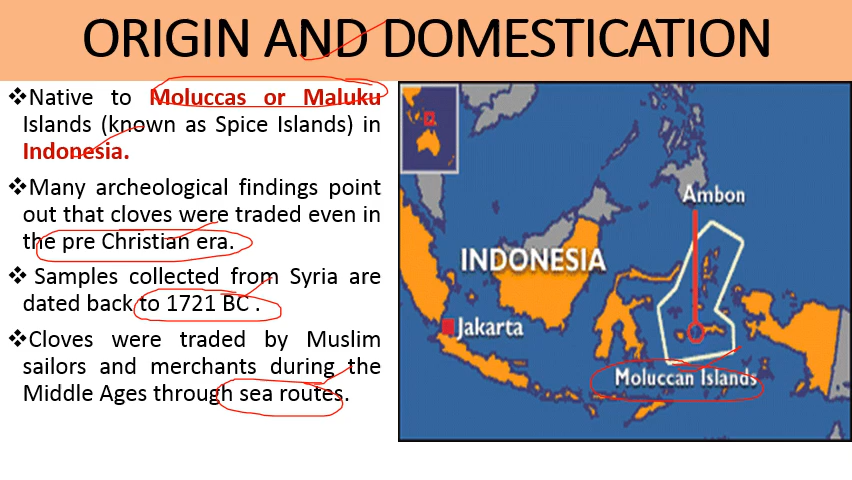 ORIGIN AND DOMESTICATION
❖Native to Moluccas or Maluku
Islands (known as Spice Islands) in
Indonesia.
❖Many archeological findings point
out that cloves were traded even in
the pre Christian era.
❖ Samples collected from Syria are
dated back to 1721 BC .
❖Cloves were traded by Muslim
sailors and merchants during the
Middle Ages through sea routes.
Ambon
INDONESIA
Jakarta
Moluccan Islands